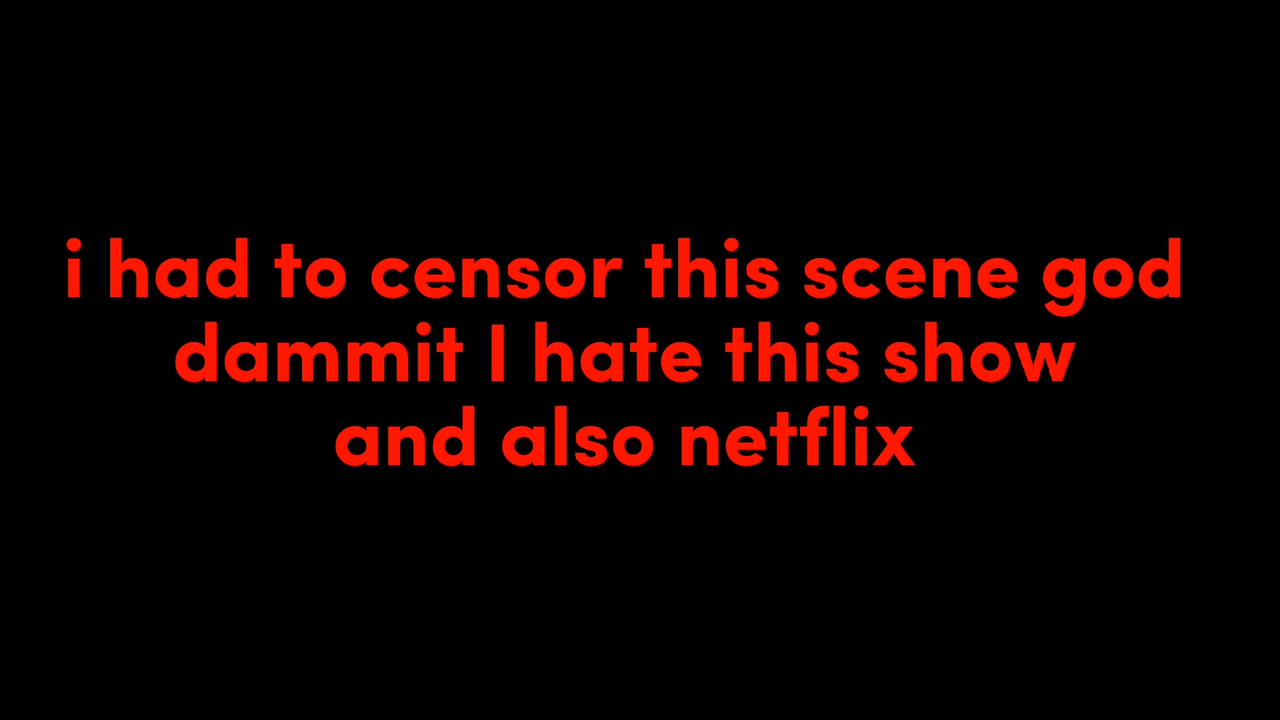 i had to censor this scene god
dammit I hate this show
and also netflix